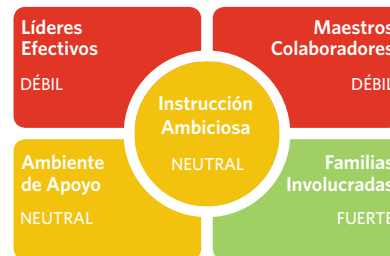 Líderes
Efectivos
DÉBIL
Maestros
Colaboradores
DÉBIL
Instrucción
Ambiciosa
NEUTRAL
Ambiente
de Apoyo
NEUTRAL
Familias
Involucradas
FUERTE